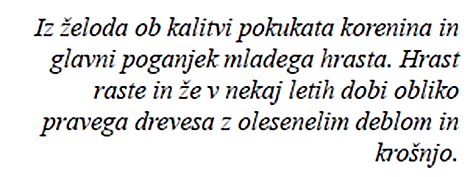 Iz želoda ob kalitvi pokukata korenina in
glavni poganjek mladega hrasta. Hrast
raste in že v nekaj letih dobi obliko
pravega drevesa z olesenelim deblom in
krošnjo.